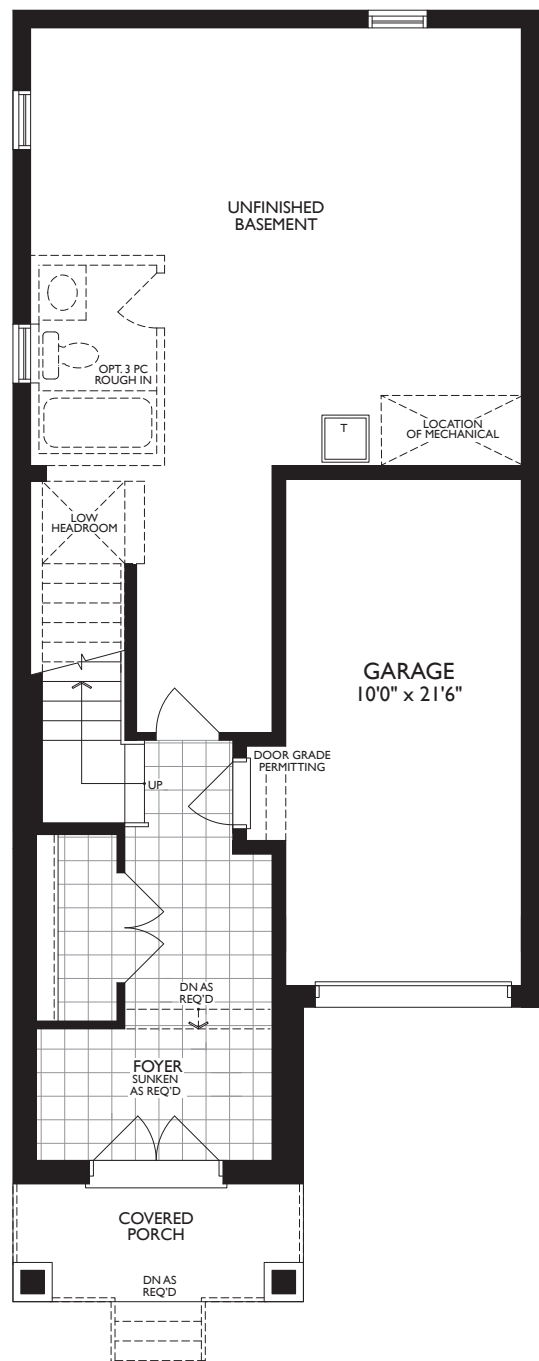 UNFINISHED
BASEMENT
OPT. 3 PC
ROUGH IN
T
LOCATION
OF MECHANICAL
LOW
HEADROOM
GARAGE
10'0" x 21'6"
DOOR GRADE
PERMITTING
UP
DN AS
REQ'D
FOYER
SUNKEN
AS REQ'D
COVERED
PORCH
DN AS
REQ'D